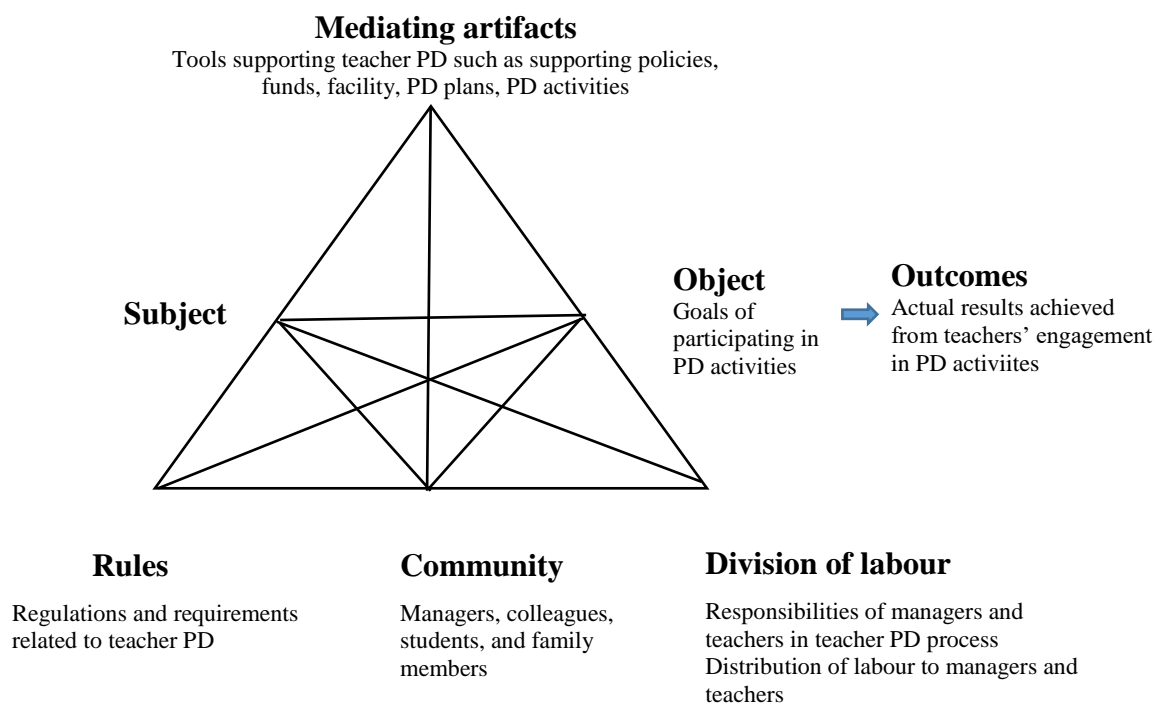 Mediating artifacts
Tools supporting teacher PD such as supporting policies,
funds, facility, PD plans, PD activities
Subject
Object
Goals of
participating in
PD activities
Outcomes
Actual results achieved
from teachers’ engagement
in PD activiites
Rules
Regulations and requirements
related to teacher PD
Community
Managers, colleagues,
students, and family
members
Division of labour
Responsibilities of managers and
teachers in teacher PD process
Distribution of labour to managers and
teachers